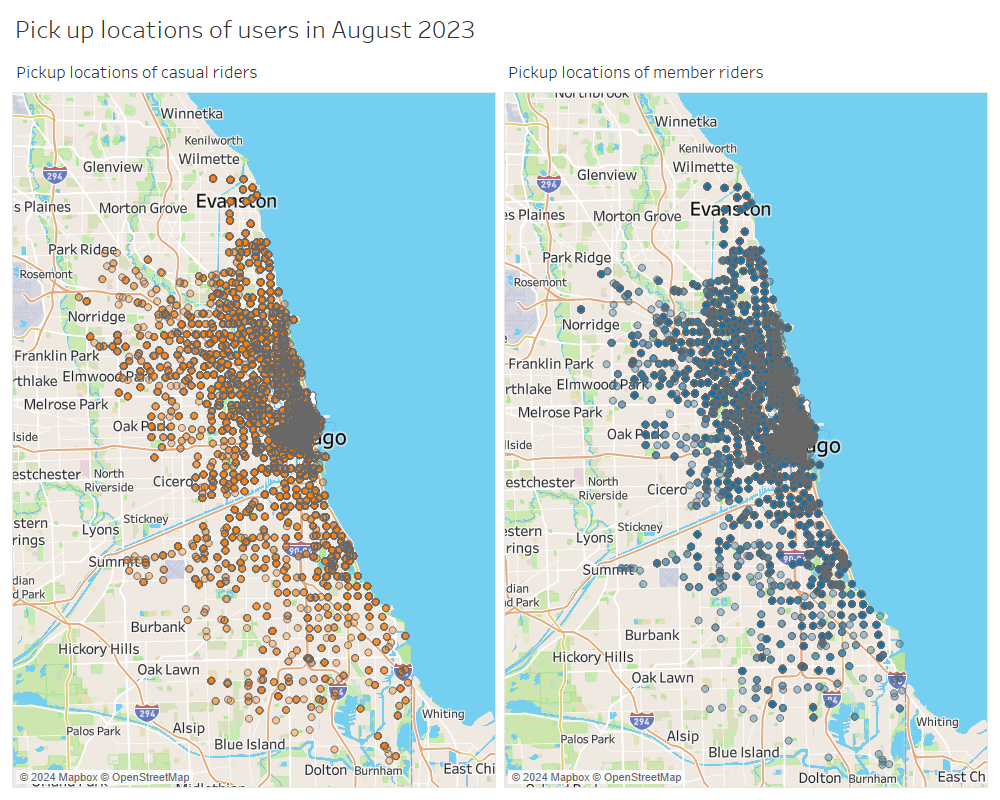 Pick up locations of users in August 2023
Pickup locations of casual riders
Winnetka
Kenilworth
Wilmette
Glenview
294
Evanston
s Plaines
Morton Grove
Park Ridge
Rosemont
Norridge
Franklin Park
rthlake
Elmwood Park
Melrose Park
Oak P
lside
ago
estchester
North
Riverside
Cicero
Stickney
stern
rings
Lyons
Summit
dian
d Park
Burbank
Hickory Hills
Oak Lawn
294
Whiting
Palos Park
Alsip
Blue Island
Dolton
Burnham
East Chi
© 2024 Mapbox © OpenStreetMap
Pickup locations of member riders
Northbrook
Winnetka
Kenilworth
Wilmette
Glenview
294
Evanston
es Plaines
Morton Grove
Park Ridge
Rosemont
Norridge
Franklin Park
rthlake
Elmwood Park
Melrose Park
Oak P
lside
ago
estchester
North
Riverside
Cicero
Stickney
estern
rings
Lyons
Summit
dian
d Park
Burbank
Hickory Hills
Oak Lawn
294
Whiting
Palos Park
Alsip
Blue Island
Dolton
Burnham
East Ch
© 2024 Mapbox © OpenStreetMap